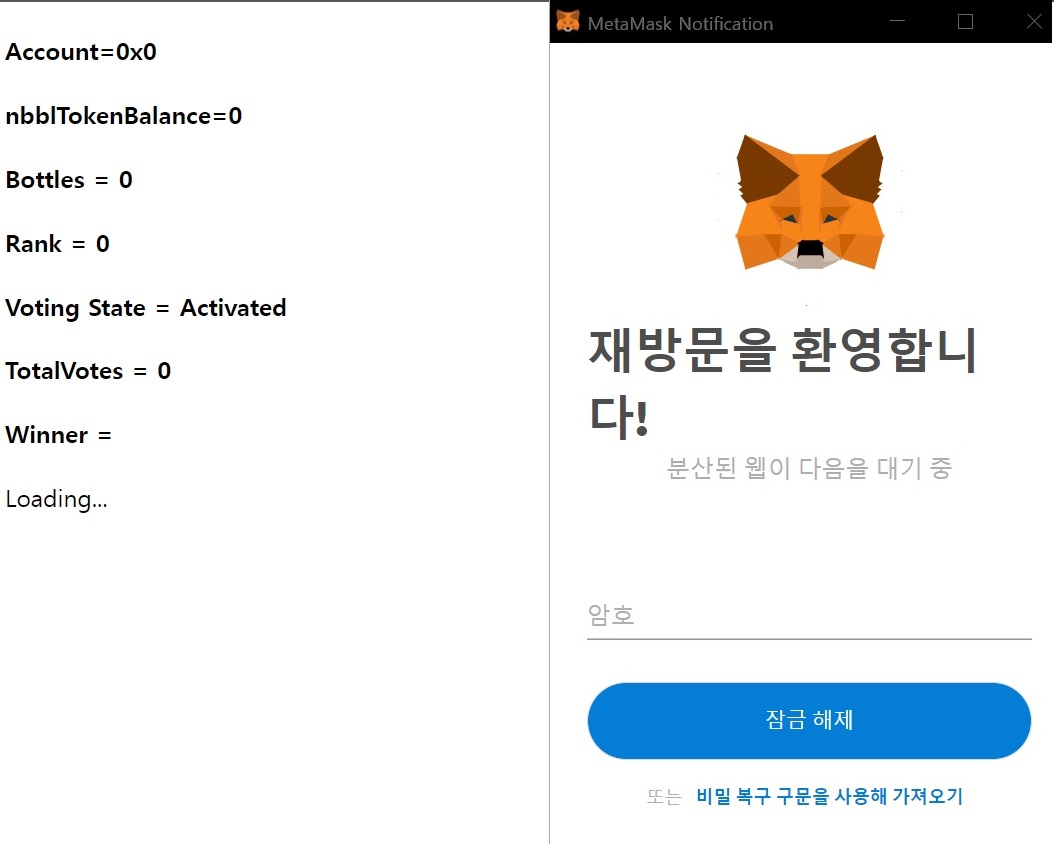 Account=0x0
nbblTokenBalance=0
Bottles = 0
Rank = 0
Voting State = Activated
TotalVotes = 0
Winner =
Loading...
MetaMask Notification
재방문을 환영합니
다!
분산된 웹이 다음을 대기 중
암호
잠금 해제
또는 비밀 복구 구문을 사용해 가져오기